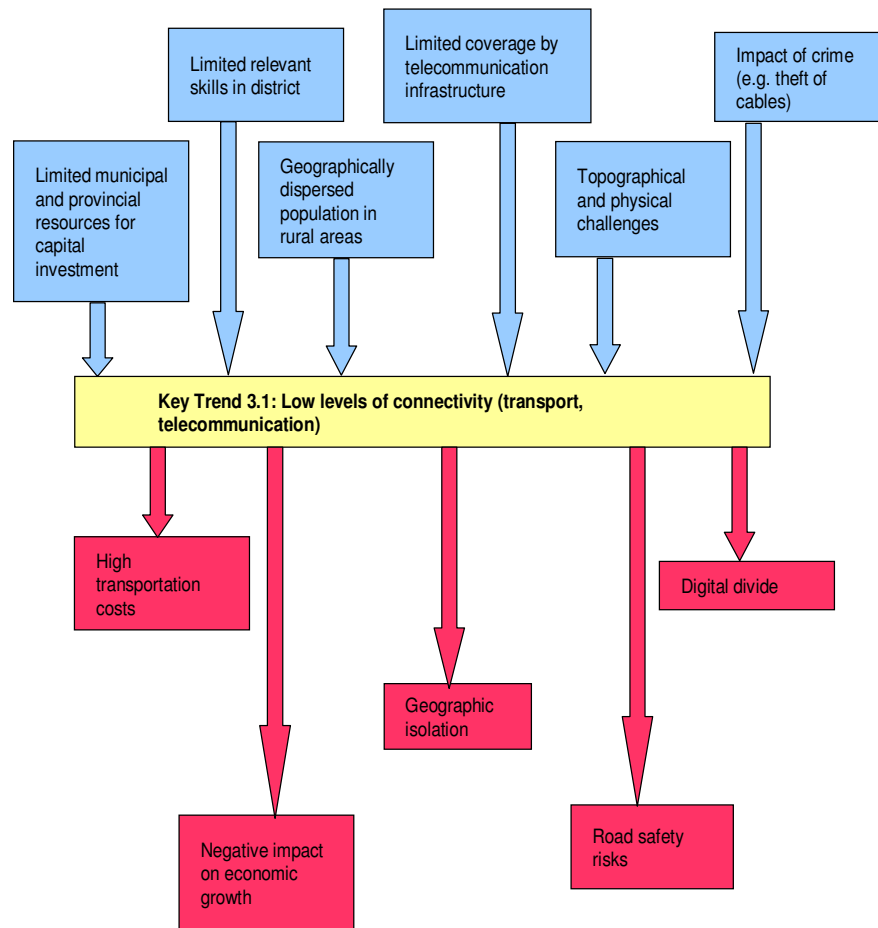 Limited relevant
skills in district
Limited coverage by
telecommunication
infrastructure
Impact of crime
(e.g. theft of
cables)
Limited municipal
and provincial
resources for
capital
investment
Geographically
dispersed
population in
rural areas
Topographical
and physical
challenges
Key Trend 3.1: Low levels of connectivity (transport,
telecommunication)
High
transportation
costs
Digital divide
Geographic
isolation
Negative impact
on economic
growth
Road safety
risks